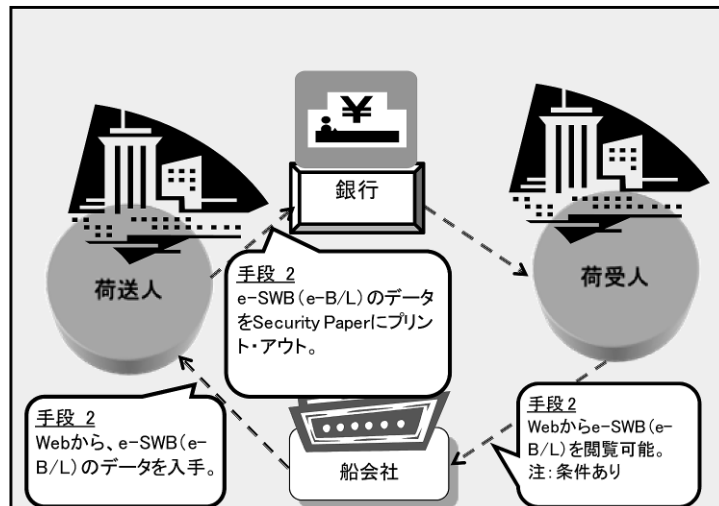 ¥
銀行
荷送人
荷受人
手段 2
e-SWB(e-B/L)のデータ
をSecurity Paperにプリン
ト・アウト。
手段 2
Webから、e-SWB(e-
B/L)のデータを入手。
船会社
手段2
Webからe-SWB(e-
B/L)を閲覧可能。
注:条件あり